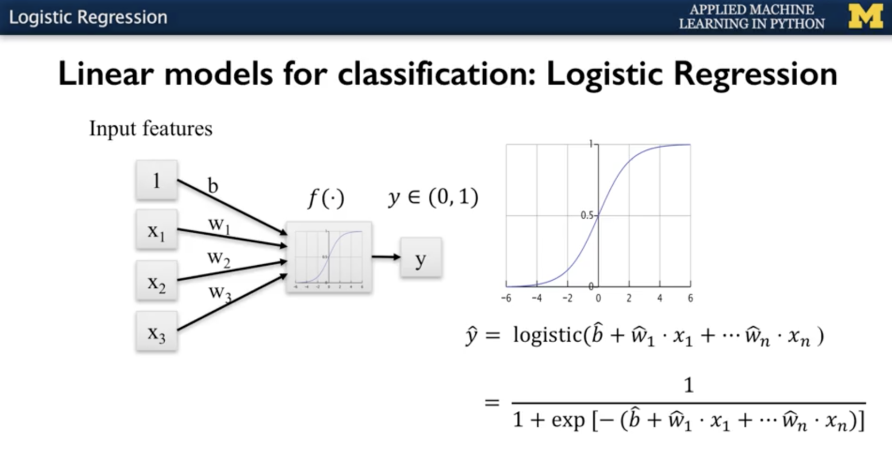 Logistic Regression
APPLIED MACHINE
LEARNING IN PYTHON
M
Linear models for classification: Logistic Regression
Input features
1
b
x₁
w₁
x₂
w₂
x₃
w₃
f(·)
y ∈ (0, 1)
y
1
0.5
0
-6 -4 -2 0 2 4 6
ŷ = logistic(b̂ + ŵ₁ · x₁ + ⋯ ŵₙ · xₙ )
= 1 / 1 + exp [− (b̂ + ŵ₁ · x₁ + ⋯ ŵₙ · xₙ)]